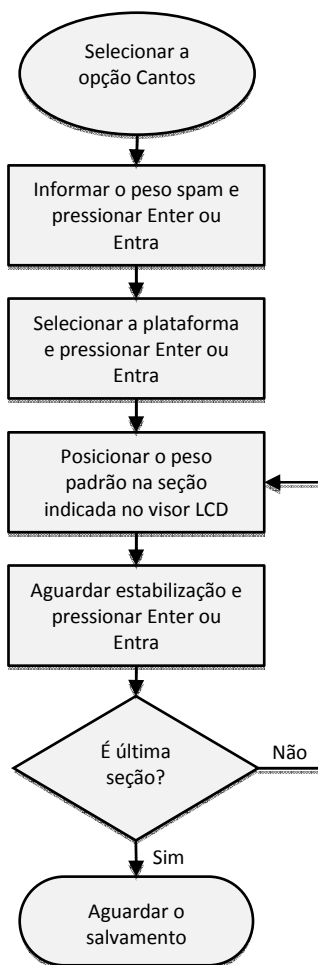 Selecionar a
opção Cantos
Informar o peso spam e
pressionar Enter ou
Entra
Selecionar a plataforma
e pressionar Enter ou
Entra
Posicionar o peso
padrão na seção
indicada no visor LCD
Aguardar estabilização e
pressionar Enter ou
Entra
É última
seção?
Não
Sim
Aguardar o
salvamento